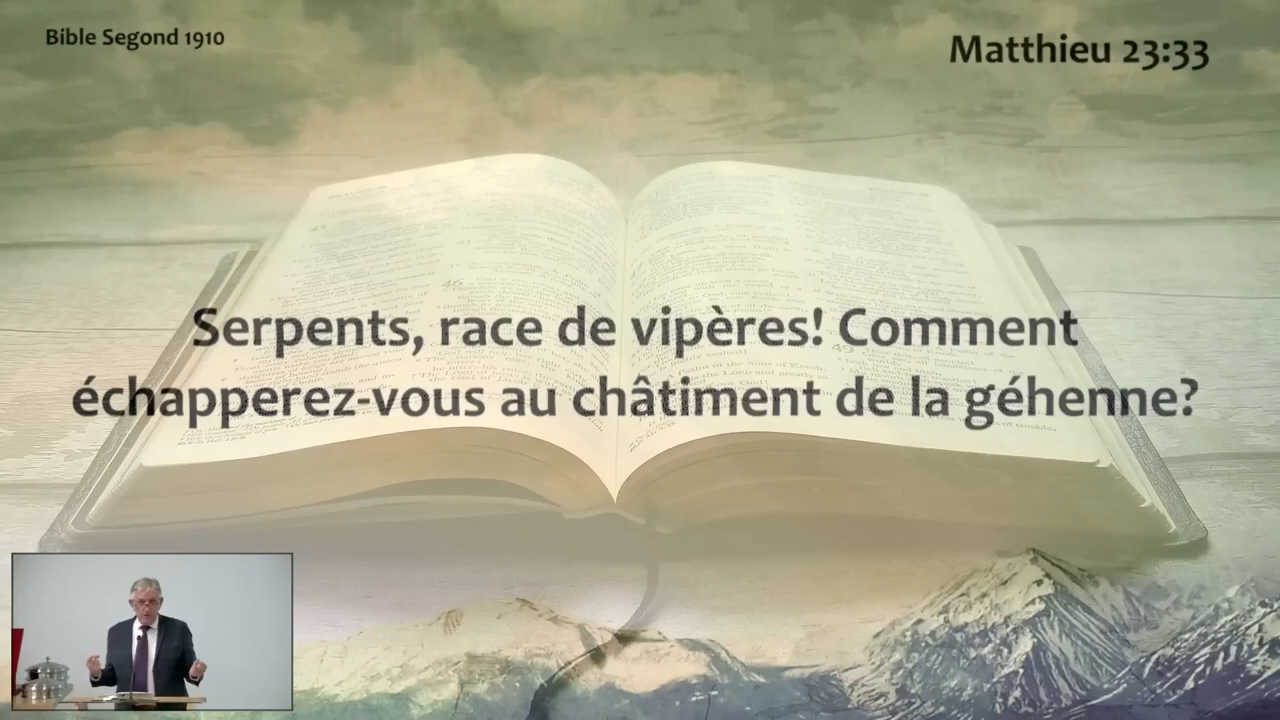 Bible Segond 1910
Matthieu 23:33
Serpents, race de vipères! Comment
échapperez-vous au châtiment de la géhenne?